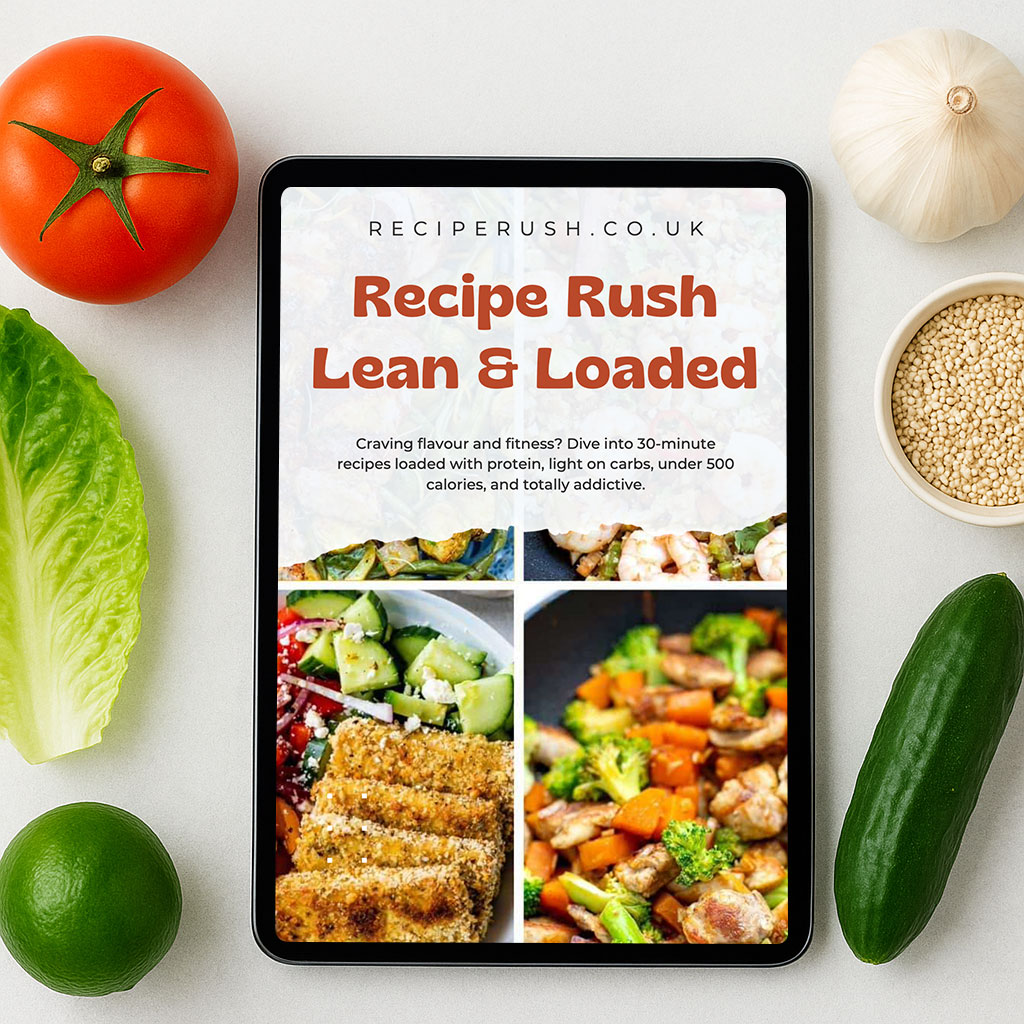 RECIPERUSH.CO.UK
Recipe Rush
Lean & Loaded
Craving flavour and fitness? Dive into 30-minute
recipes loaded with protein, light on carbs, under 500
calories, and totally addictive.